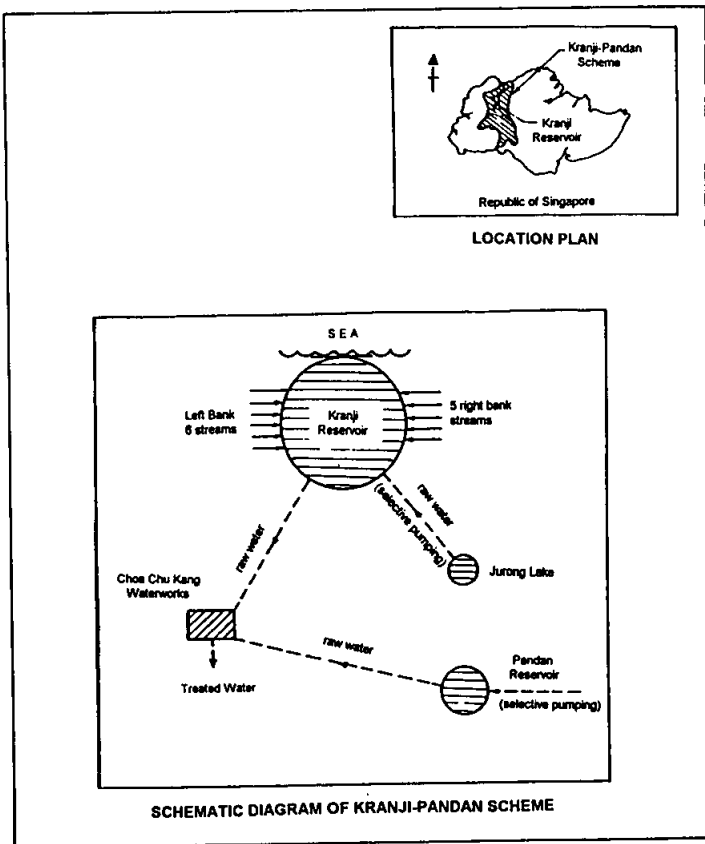 Kranji-Pandan
Scheme
Kranji
Reservoir
Republic of Singapore
LOCATION PLAN
SEA
Left Bank
6 streams
Kranji
Reservoir
5 right bank
streams
raw water
(selective pumping)
raw water
Jurong Lake
Choa Chu Kang
Waterworks
raw water
Treated Water
Pandan
Reservoir
(selective pumping)
SCHEMATIC DIAGRAM OF KRANJI-PANDAN SCHEME